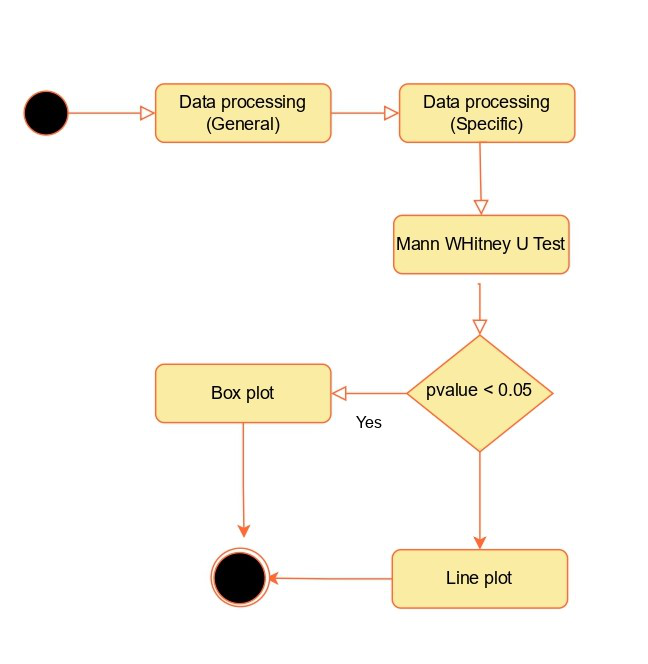 Data processing
(General)
Data processing
(Specific)
Mann WHitney U Test
pvalue < 0.05
Box plot
Yes
Line plot